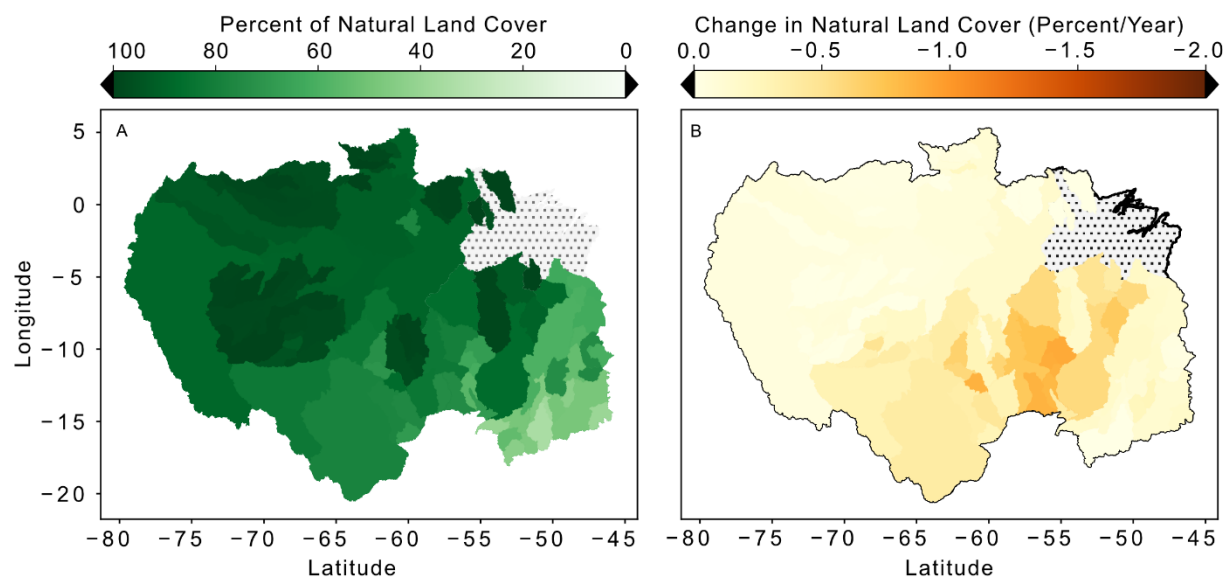 Percent of Natural Land Cover
100 80 60 40 20 0
A
5
0
−5
−10
−15
−20
Longitude
−80 −75 −70 −65 −60 −55 −50 −45
Latitude
Change in Natural Land Cover (Percent/Year)
0.0 −0.5 −1.0 −1.5 −2.0
B
−80 −75 −70 −65 −60 −55 −50 −45
Latitude